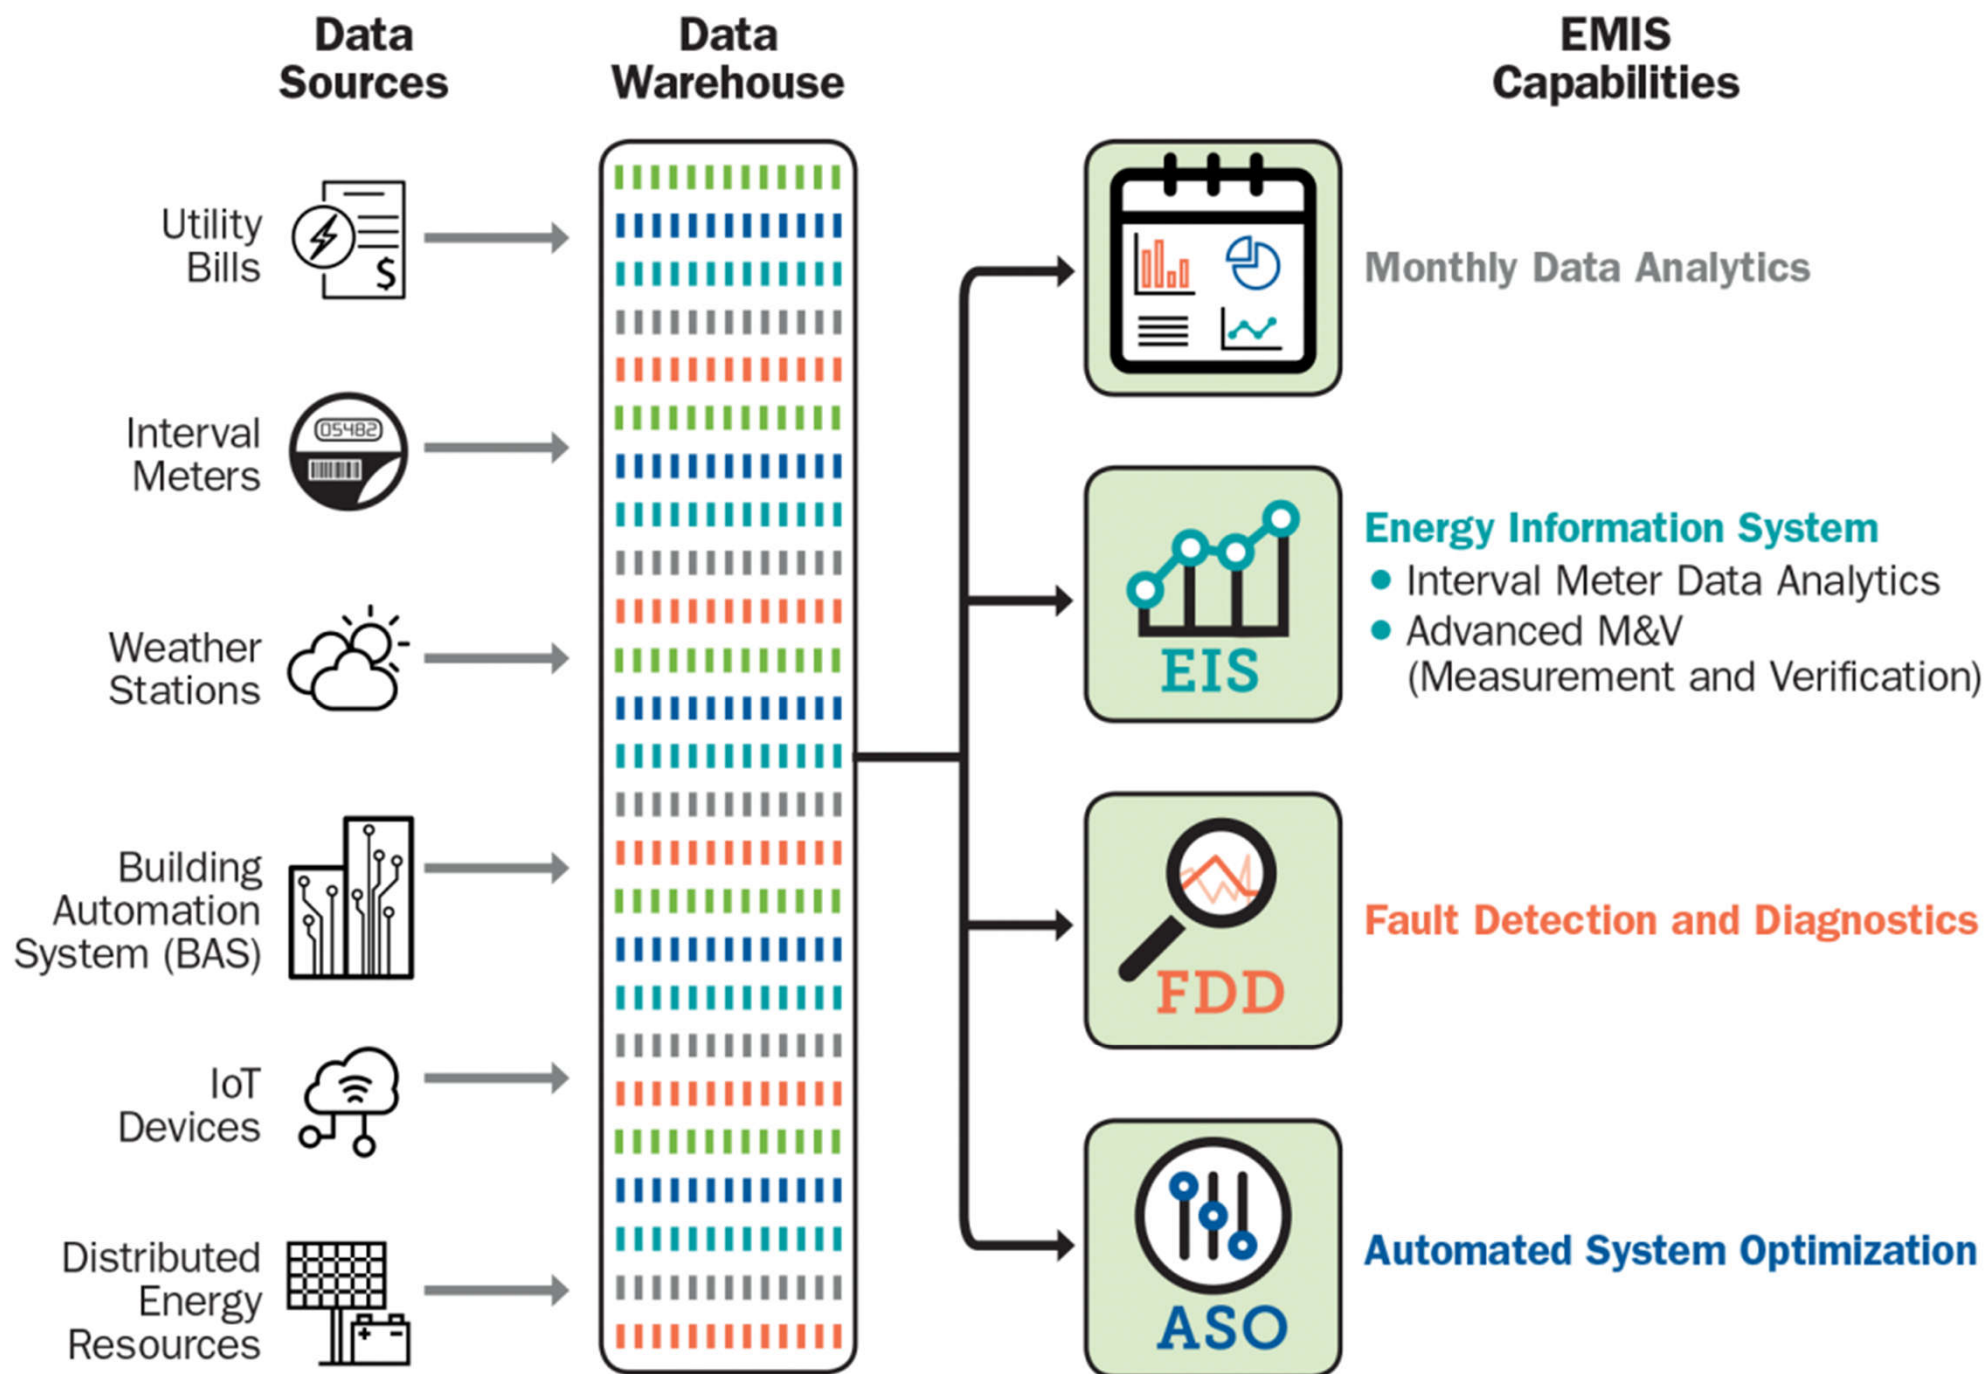 Data
Sources
Data
Warehouse
EMIS
Capabilities
Utility
Bills
$
Interval
Meters
05482
Weather
Stations
Building
Automation
System (BAS)
IoT
Devices
Distributed
Energy
Resources
+ −
Monthly Data Analytics
EIS
Energy Information System
• Interval Meter Data Analytics
• Advanced M&V
(Measurement and Verification)
FDD
Fault Detection and Diagnostics
ASO
Automated System Optimization